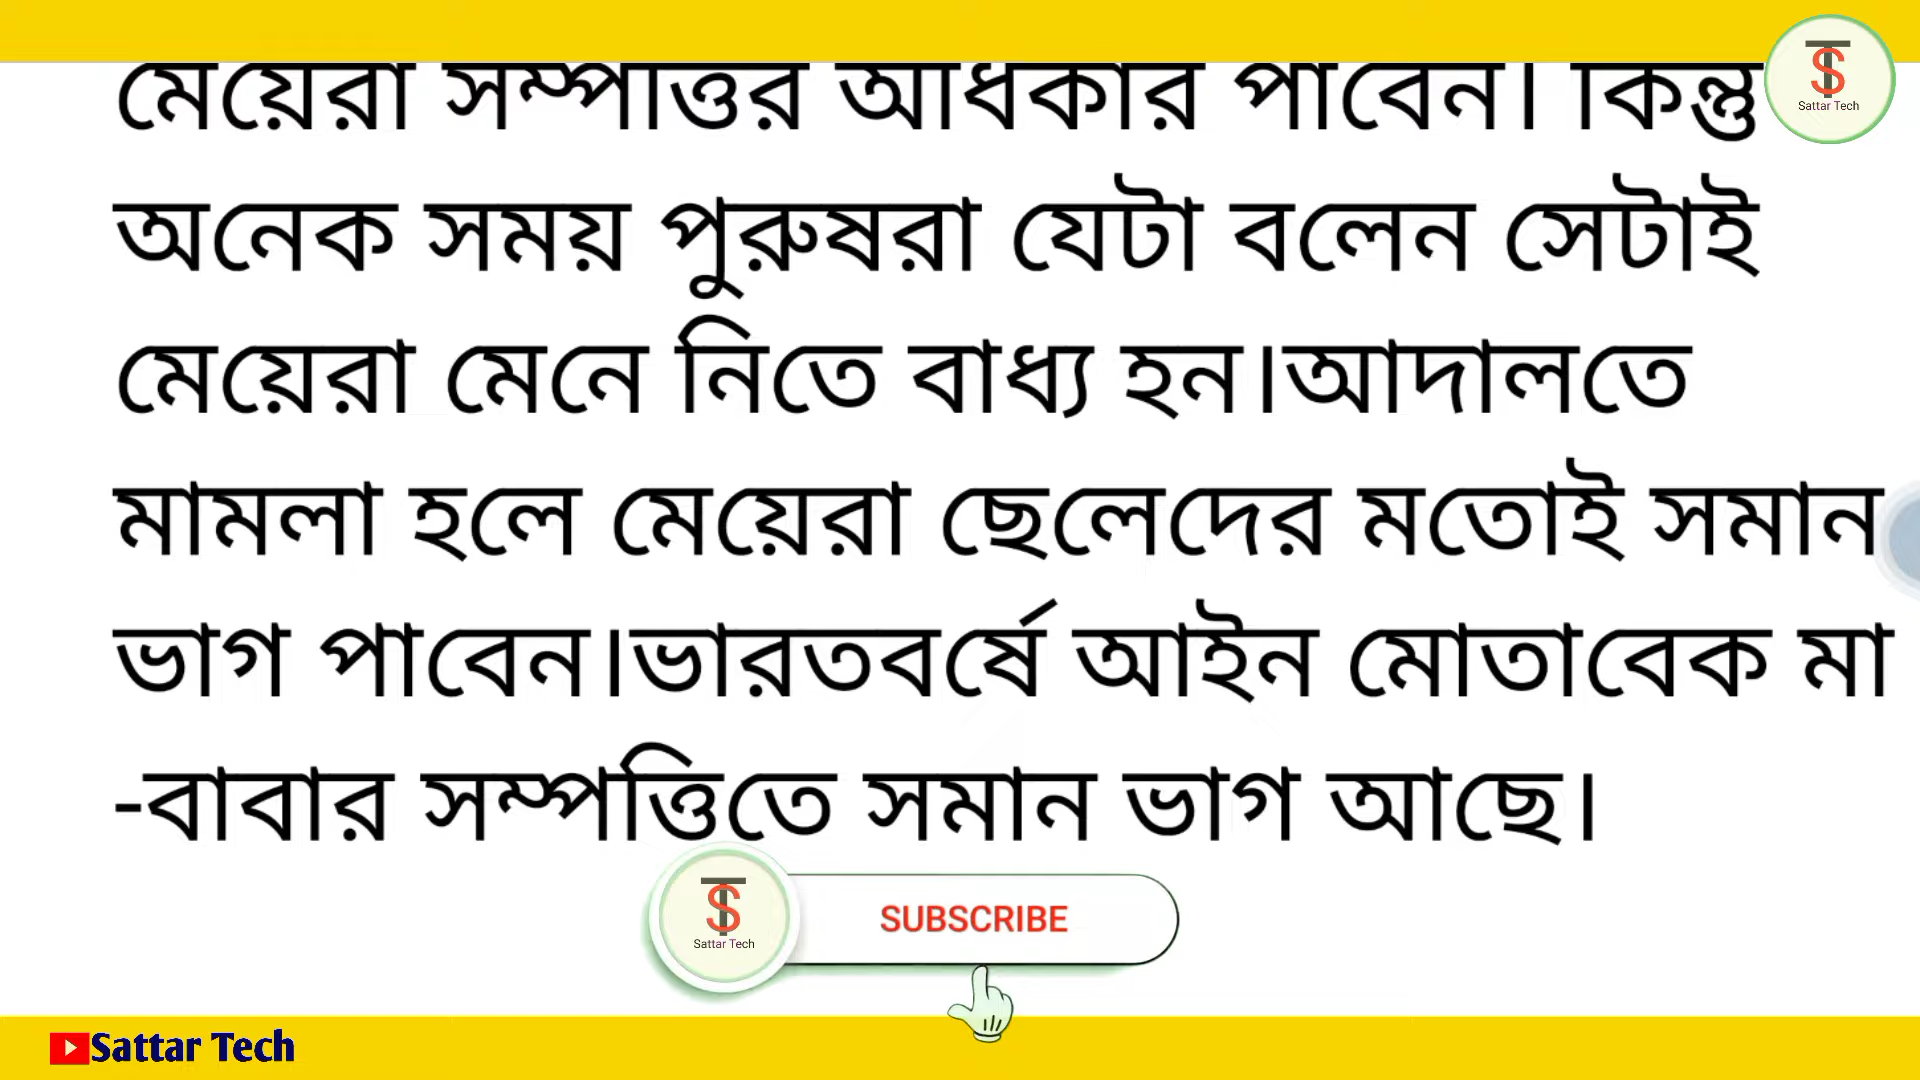 মেয়েরা সম্পত্তির অধিকার পাবেন। কিন্তু
অনেক সময় পুরুষরা যেটা বলেন সেটাই
মেয়েরা মেনে নিতে বাধ্য হন।আদালতে
মামলা হলে মেয়েরা ছেলেদের মতোই সমান
ভাগ পাবেন।ভারতবর্ষে আইন মোতাবেক মা
-বাবার সম্পত্তিতে সমান ভাগ আছে।
Sattar Tech
Sattar Tech
SUBSCRIBE
Sattar Tech